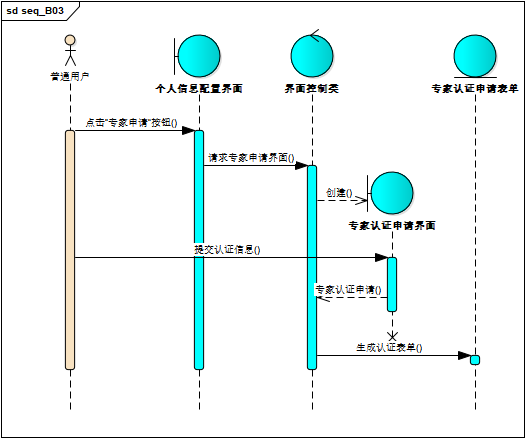 sd seq_B03
普通用户
个人信息配置界面
界面控制类
专家认证申请表单
点击"专家申请"按钮()
请求专家申请界面()
创建()
专家认证申请界面
提交认证信息()
专家认证申请()
生成认证表单()